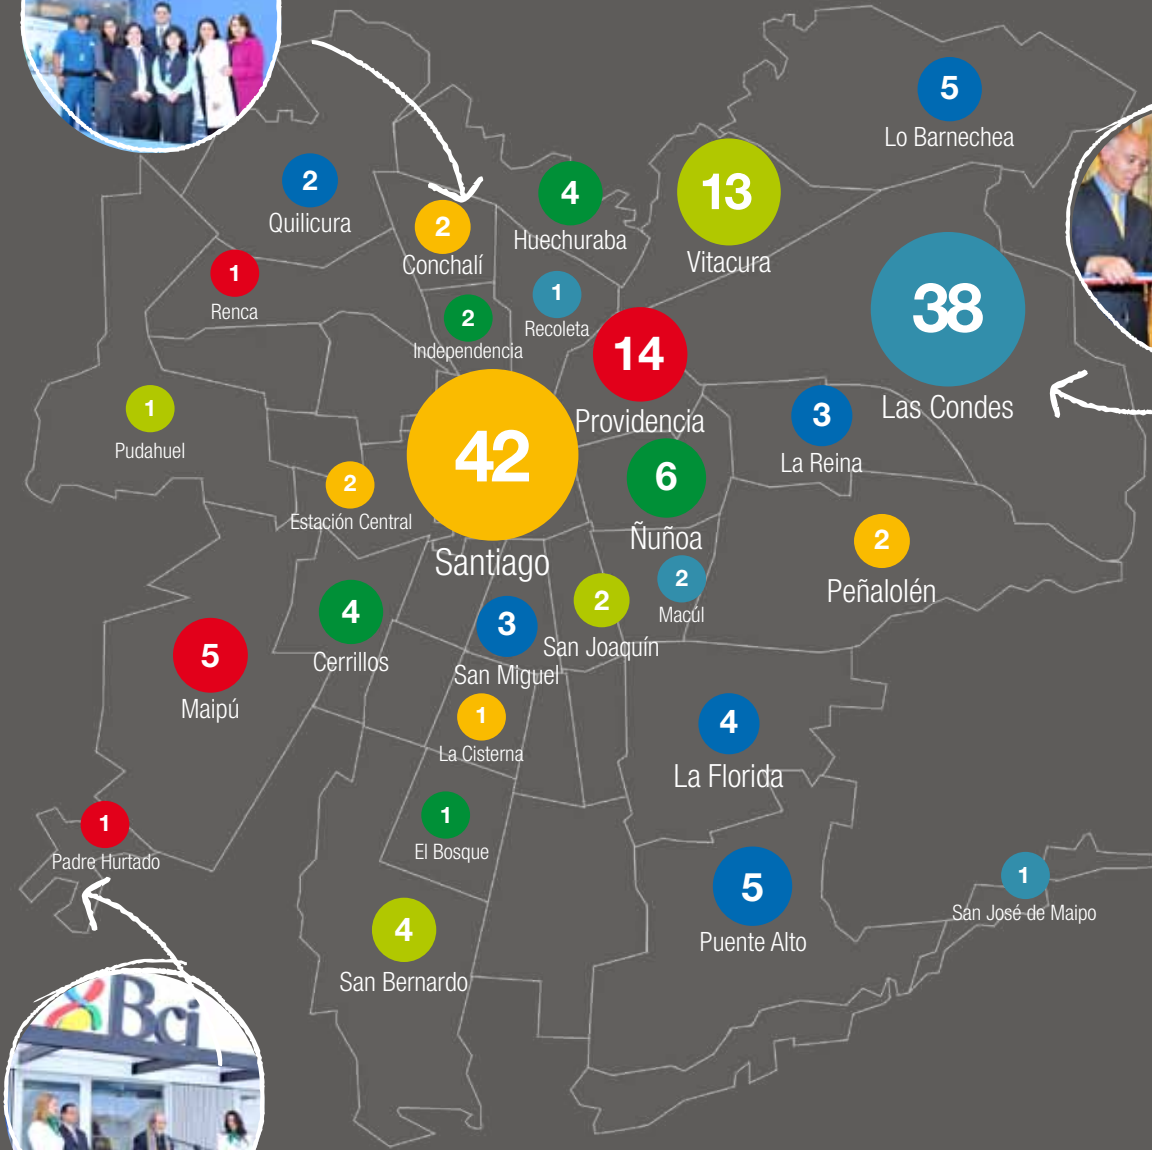 5
Lo Barnechea
13
Vitacura
2
Quilicura
4
Huechuraba
2
Conchalí
1
Renca
1
Recoleta
2
Independencia
38
Las Condes
14
Providencia
1
Pudahuel
3
La Reina
42
Santiago
6
Ñuñoa
2
Estación Central
2
Peñalolén
2
Macúl
2
San Joaquín
4
Cerrillos
3
San Miguel
5
Maipú
1
La Cisterna
4
La Florida
1
Padre Hurtado
1
El Bosque
5
Puente Alto
1
San José de Maipo
4
San Bernardo
Bci